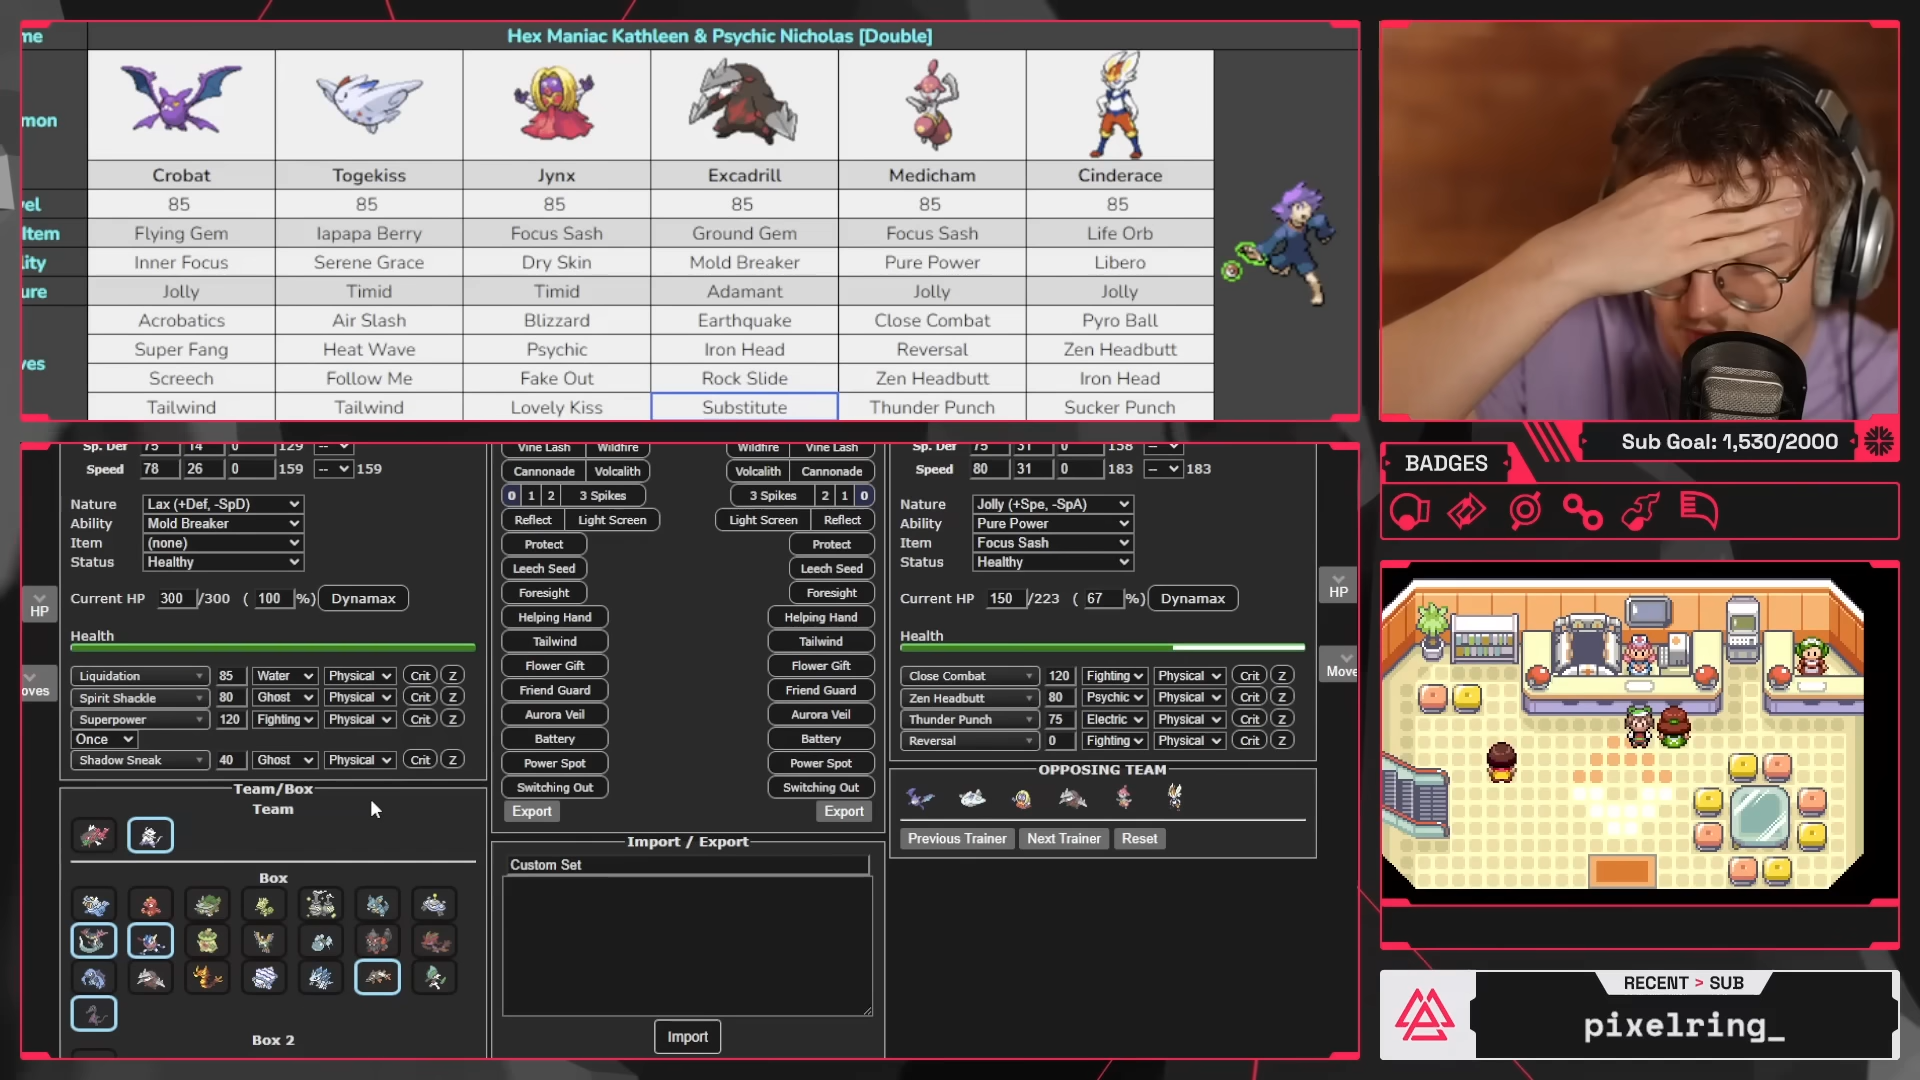 me
Hex Maniac Kathleen & Psychic Nicholas [Double]
mon
Crobat Togekiss Jynx Excadrill Medicham Cinderace
el 85 85 85 85 85 85
Item Flying Gem Iapapa Berry Focus Sash Ground Gem Focus Sash Life Orb
lity Inner Focus Serene Grace Dry Skin Mold Breaker Pure Power Libero
ure Jolly Timid Timid Adamant Jolly Jolly
Acrobatics Air Slash Blizzard Earthquake Close Combat Pyro Ball
ves Super Fang Heat Wave Psychic Iron Head Reversal Zen Headbutt
Screech Follow Me Fake Out Rock Slide Zen Headbutt Iron Head
Tailwind Tailwind Lovely Kiss Substitute Thunder Punch Sucker Punch
Sub Goal: 1,530/2000
BADGES
Sp. Def 75 14 0 129 --
Speed 78 26 0 159 -- 159
Nature Lax (+Def, -SpD)
Ability Mold Breaker
Item (none)
Status Healthy
Current HP 300/300 ( 100 %) Dynamax
HP
Health
oves
Liquidation 85 Water Physical Crit Z
Spirit Shackle 80 Ghost Physical Crit Z
Superpower 120 Fighting Physical Crit Z
Once
Shadow Sneak 40 Ghost Physical Crit Z
Team/Box
Team
Box
Box 2
Vine Lash Wildfire Wildfire Vine Lash
Cannonade Volcalith Volcalith Cannonade
0 1 2 3 Spikes 3 Spikes 2 1 0
Reflect Light Screen Light Screen Reflect
Protect Protect
Leech Seed Leech Seed
Foresight Foresight
Helping Hand Helping Hand
Tailwind Tailwind
Flower Gift Flower Gift
Friend Guard Friend Guard
Aurora Veil Aurora Veil
Battery Battery
Power Spot Power Spot
Switching Out Switching Out
Export Export
Import / Export
Custom Set
Import
Sp. Def 75 31 0 158 --
Speed 80 31 0 183 -- 183
Nature Jolly (+Spe, -SpA)
Ability Pure Power
Item Focus Sash
Status Healthy
Current HP 150/223 ( 67 %) Dynamax
HP
Health
Move
Close Combat 120 Fighting Physical Crit Z
Zen Headbutt 80 Psychic Physical Crit Z
Thunder Punch 75 Electric Physical Crit Z
Reversal 0 Fighting Physical Crit Z
OPPOSING TEAM
Previous Trainer Next Trainer Reset
RECENT > SUB
pixelring_